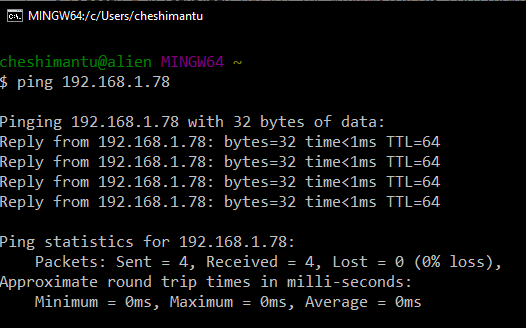 MINGW64:/c/Users/cheshimantu
cheshimantu@alien MINGW64 ~
$ ping 192.168.1.78
Pinging 192.168.1.78 with 32 bytes of data:
Reply from 192.168.1.78: bytes=32 time<1ms TTL=64
Reply from 192.168.1.78: bytes=32 time<1ms TTL=64
Reply from 192.168.1.78: bytes=32 time<1ms TTL=64
Reply from 192.168.1.78: bytes=32 time<1ms TTL=64
Ping statistics for 192.168.1.78:
    Packets: Sent = 4, Received = 4, Lost = 0 (0% loss),
Approximate round trip times in milli-seconds:
    Minimum = 0ms, Maximum = 0ms, Average = 0ms